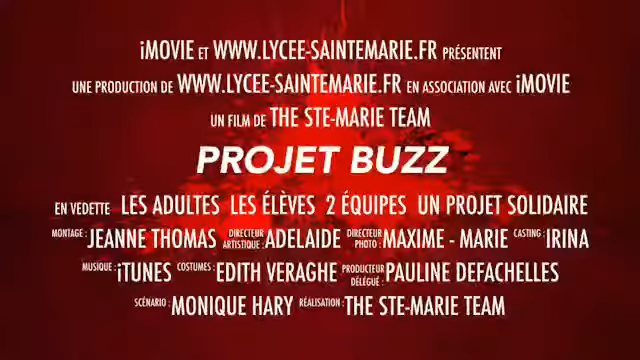 iMOVIE ET WWW.LYCEE-SAINTEMARIE.FR PRÉSENTENT
UNE PRODUCTION DE WWW.LYCEE-SAINTEMARIE.FR EN ASSOCIATION AVEC iMOVIE
UN FILM DE THE STE-MARIE TEAM
PROJET BUZZ
EN VEDETTE LES ADULTES LES ÉLÈVES 2 ÉQUIPES UN PROJET SOLIDAIRE
MONTAGE : JEANNE THOMAS DIRECTEUR ARTISTIQUE : ADELAIDE DIRECTEUR PHOTO : MAXIME - MARIE CASTING : IRINA
MUSIQUE : iTUNES COSTUMES : EDITH VERAGHE PRODUCTEUR DÉLÉGUÉ : PAULINE DEFACHELLES
SCÉNARIO : MONIQUE HARY RÉALISATION : THE STE-MARIE TEAM